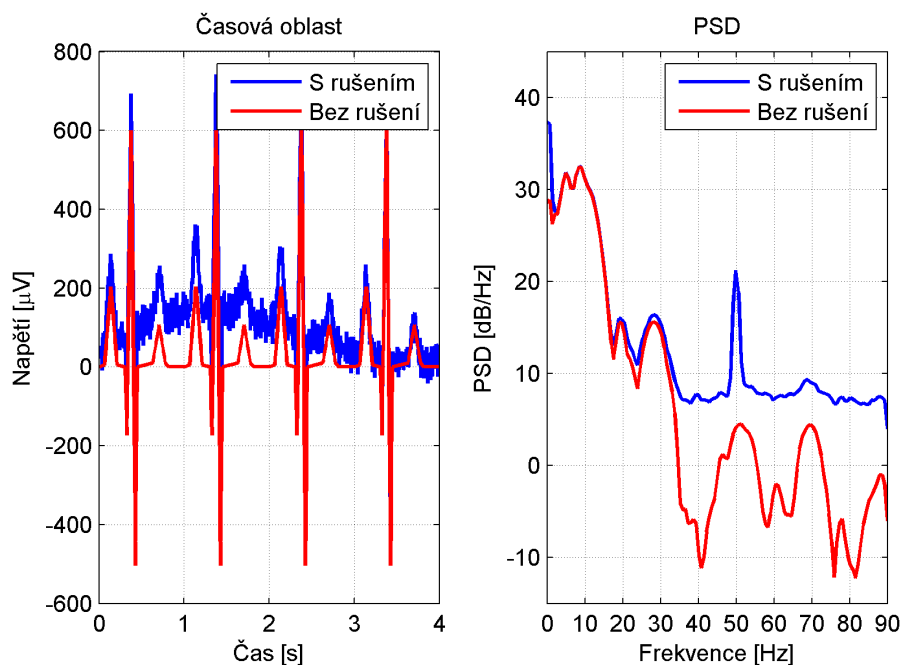 Časová oblast
S rušením
Bez rušení
Napětí [μV]
800
600
400
200
0
-200
-400
-600
0 1 2 3 4
Čas [s]
PSD
S rušením
Bez rušení
PSD [dB/Hz]
40
30
20
10
0
-10
0 10 20 30 40 50 60 70 80 90
Frekvence [Hz]